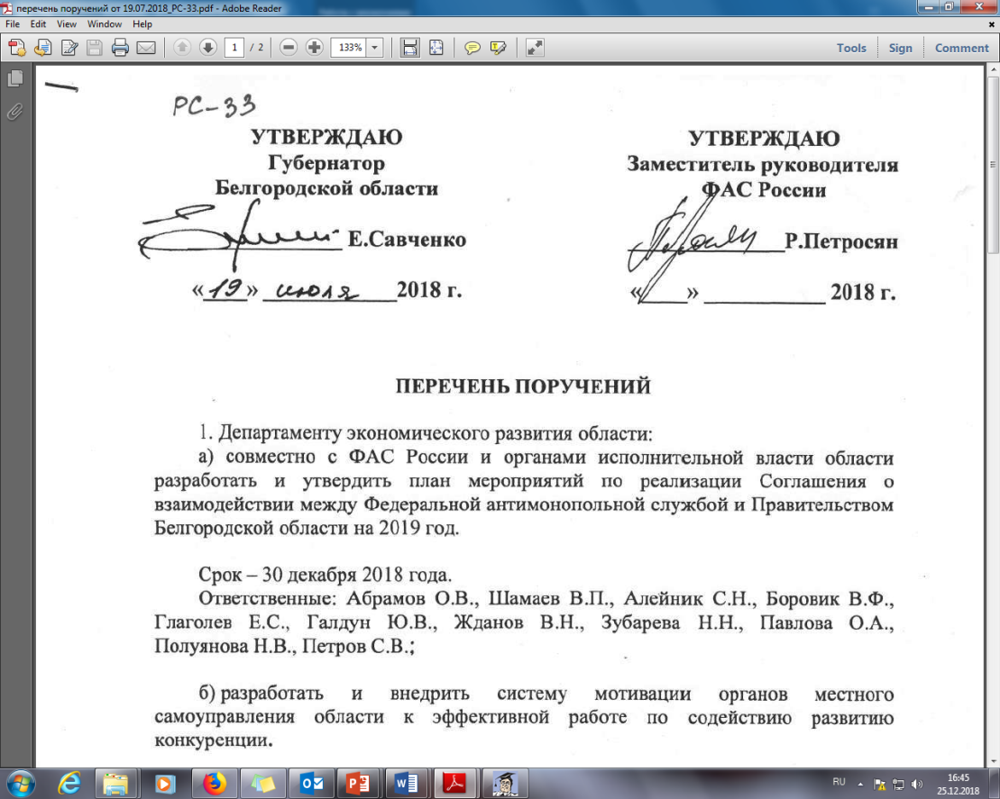 перечень поручений от 19.07.2018_РС-33.pdf - Adobe Reader
File Edit View Window Help
1 / 2 133% Tools Sign Comment
РС-33
УТВЕРЖДАЮ
Губернатор
Белгородской области
Е.Савченко
«19» июля 2018 г.
УТВЕРЖДАЮ
Заместитель руководителя
ФАС России
Р.Петросян
«____» ___________ 2018 г.
ПЕРЕЧЕНЬ ПОРУЧЕНИЙ
1. Департаменту экономического развития области:
а) совместно с ФАС России и органами исполнительной власти области
разработать и утвердить план мероприятий по реализации Соглашения о
взаимодействии между Федеральной антимонопольной службой и Правительством
Белгородской области на 2019 год.
Срок – 30 декабря 2018 года.
Ответственные: Абрамов О.В., Шамаев В.П., Алейник С.Н., Боровик В.Ф.,
Глаголев Е.С., Галдун Ю.В., Жданов В.Н., Зубарева Н.Н., Павлова О.А.,
Полуянова Н.В., Петров С.В.;
б) разработать и внедрить систему мотивации органов местного
самоуправления области к эффективной работе по содействию развитию
конкуренции.
RU 16:45
25.12.2018